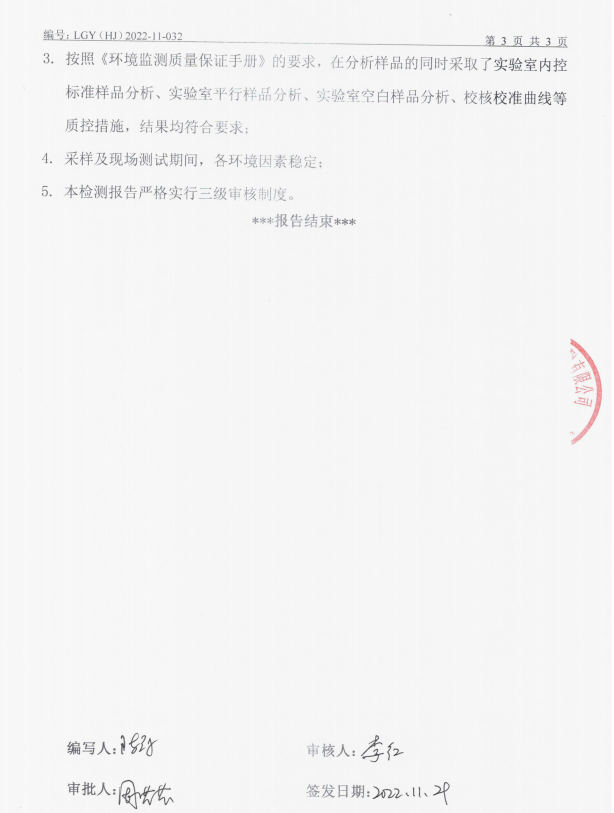 编号: LGY(HJ)2022-11-032
第 3 页 共 3 页
3. 按照《环境监测质量保证手册》的要求，在分析样品的同时采取了实验室内控
标准样品分析、实验室平行样品分析、实验室空白样品分析、校核校准曲线等
质控措施，结果均符合要求;
4. 采样及现场测试期间，各环境因素稳定;
5. 本检测报告严格实行三级审核制度。
***报告结束***
有限公司
编写人:
审核人: 李红
审批人:
签发日期: 2022.11.29